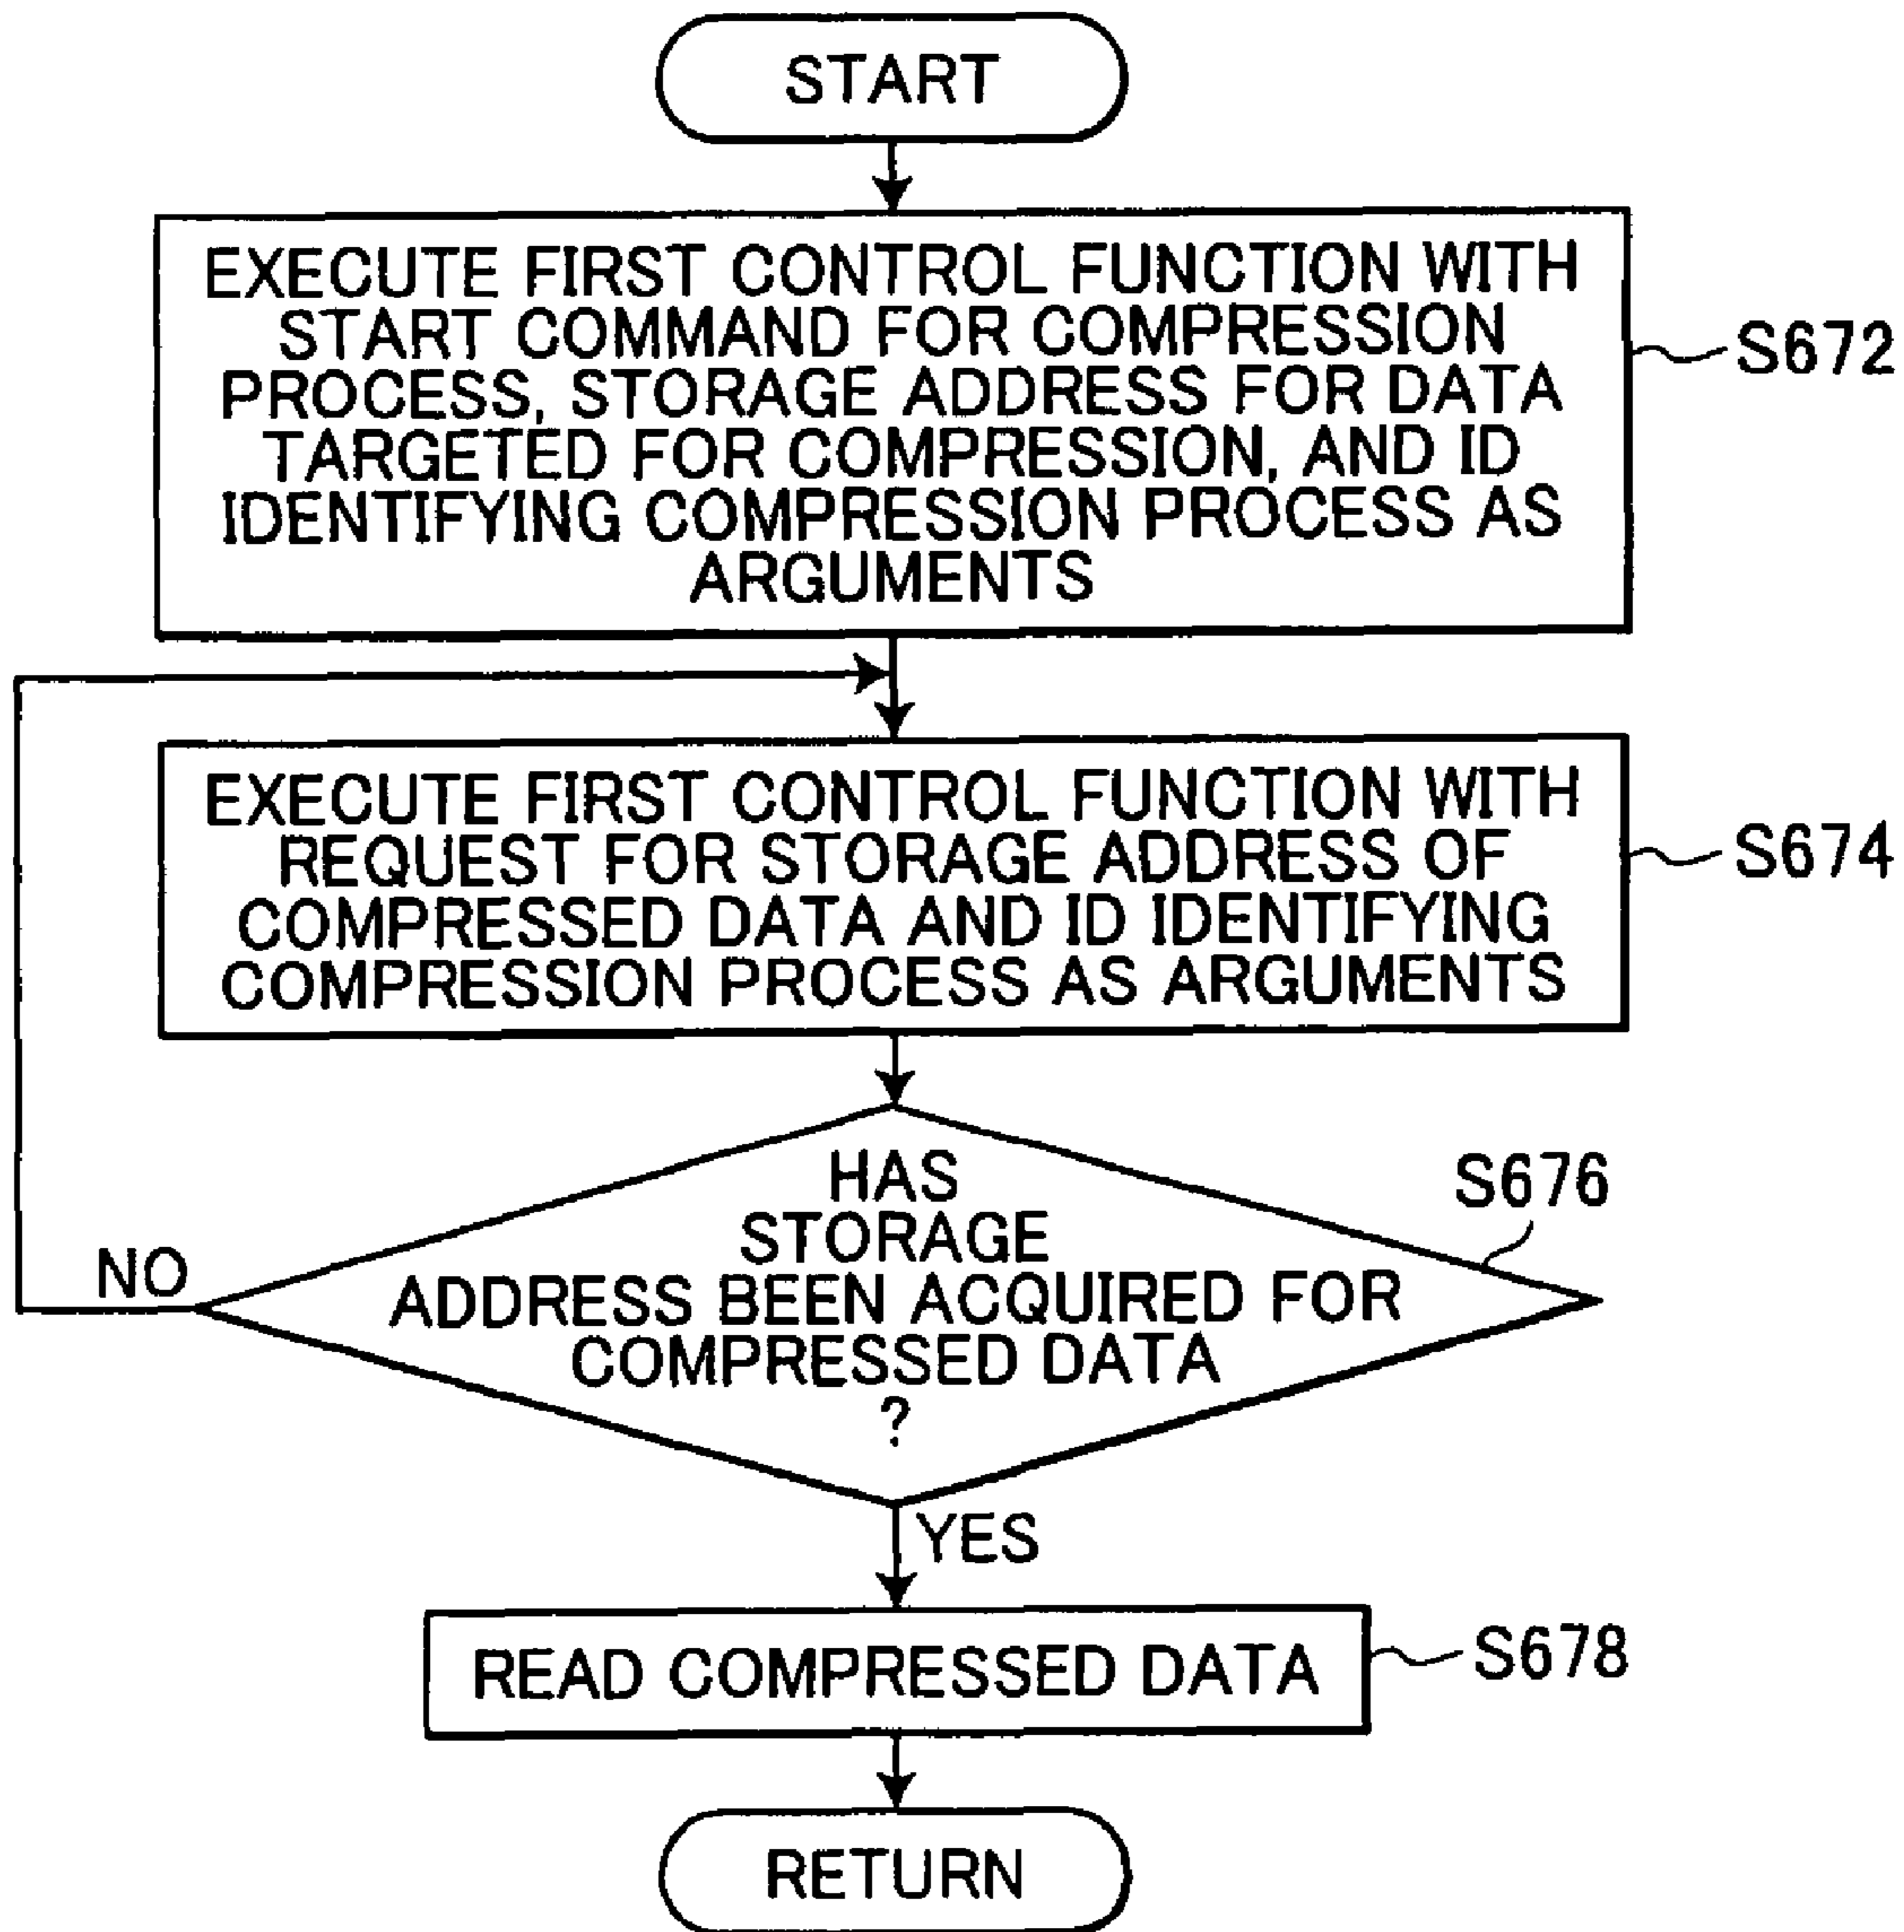 START
EXECUTE FIRST CONTROL FUNCTION WITH
START COMMAND FOR COMPRESSION
PROCESS, STORAGE ADDRESS FOR DATA
TARGETED FOR COMPRESSION, AND ID
IDENTIFYING COMPRESSION PROCESS AS
ARGUMENTS
S672
EXECUTE FIRST CONTROL FUNCTION WITH
REQUEST FOR STORAGE ADDRESS OF
COMPRESSED DATA AND ID IDENTIFYING
COMPRESSION PROCESS AS ARGUMENTS
S674
HAS
STORAGE
ADDRESS BEEN ACQUIRED FOR
COMPRESSED DATA
?
S676
NO
YES
READ COMPRESSED DATA
S678
RETURN